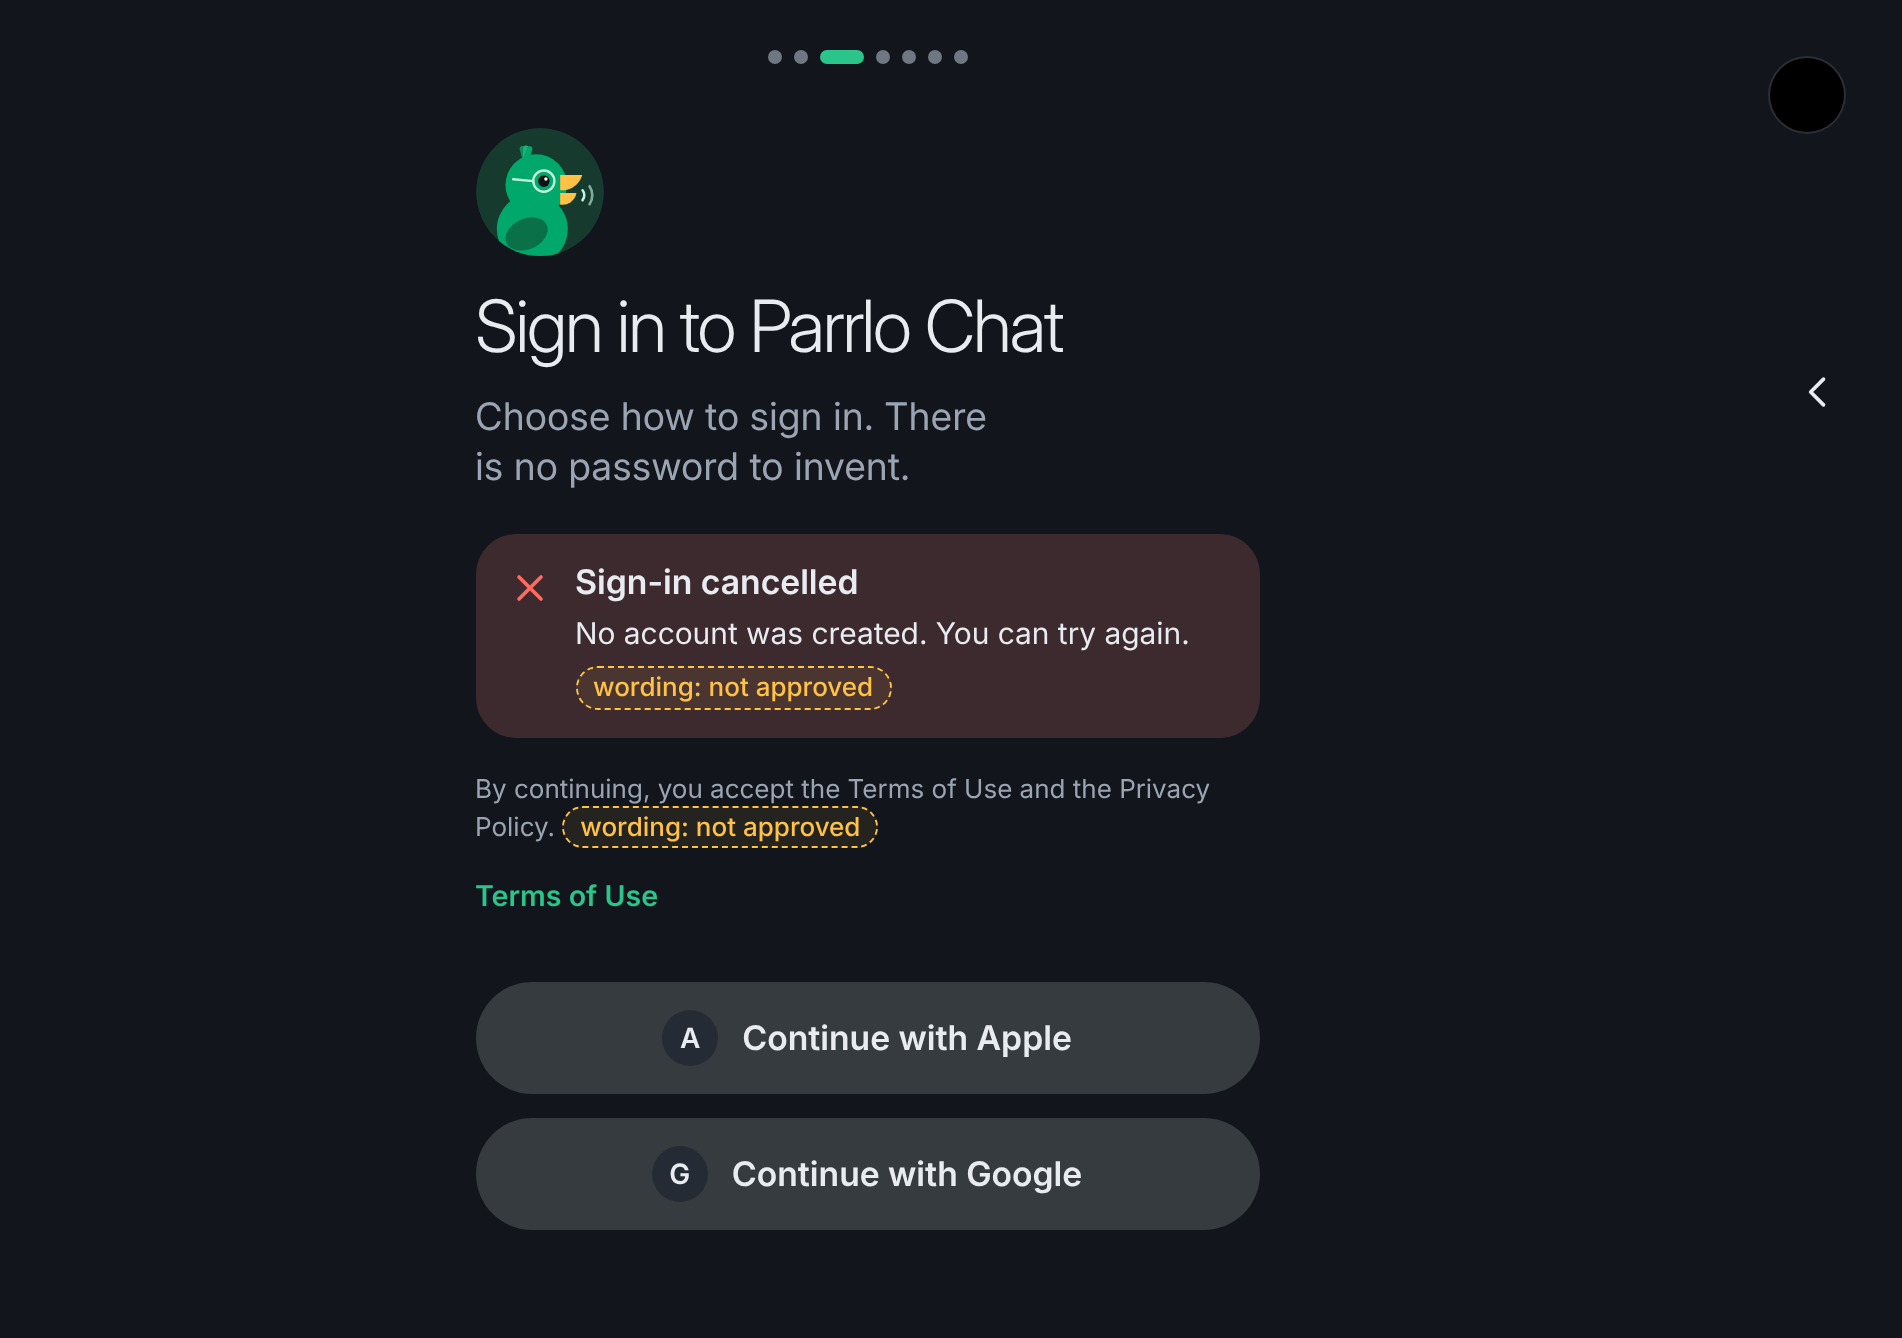 Sign in to Parrlo Chat
Choose how to sign in. There
is no password to invent.
Sign-in cancelled
No account was created. You can try again.
wording: not approved
By continuing, you accept the Terms of Use and the Privacy
Policy. wording: not approved
Terms of Use
A Continue with Apple
G Continue with Google